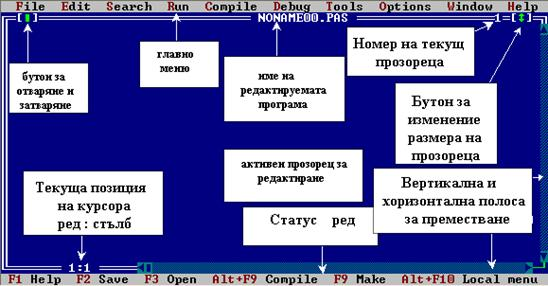 File Edit Search Run Compile Debug Tools Options Window Help
NONAME00.PAS
1
бутон за
отваряне и
затваряне
главно
меню
име на
редактируемата
програма
Номер на текущ
прозореца
Бутон за
изменение
размера на
прозореца
активен прозорец за
редактиране
Текуща позиция
на курсора
ред : стълб
Статус ред
Вертикална и
хоризонтална полоса
за преместване
1:1
F1 Help F2 Save F3 Open Alt+F9 Compile F9 Make Alt+F10 Local menu